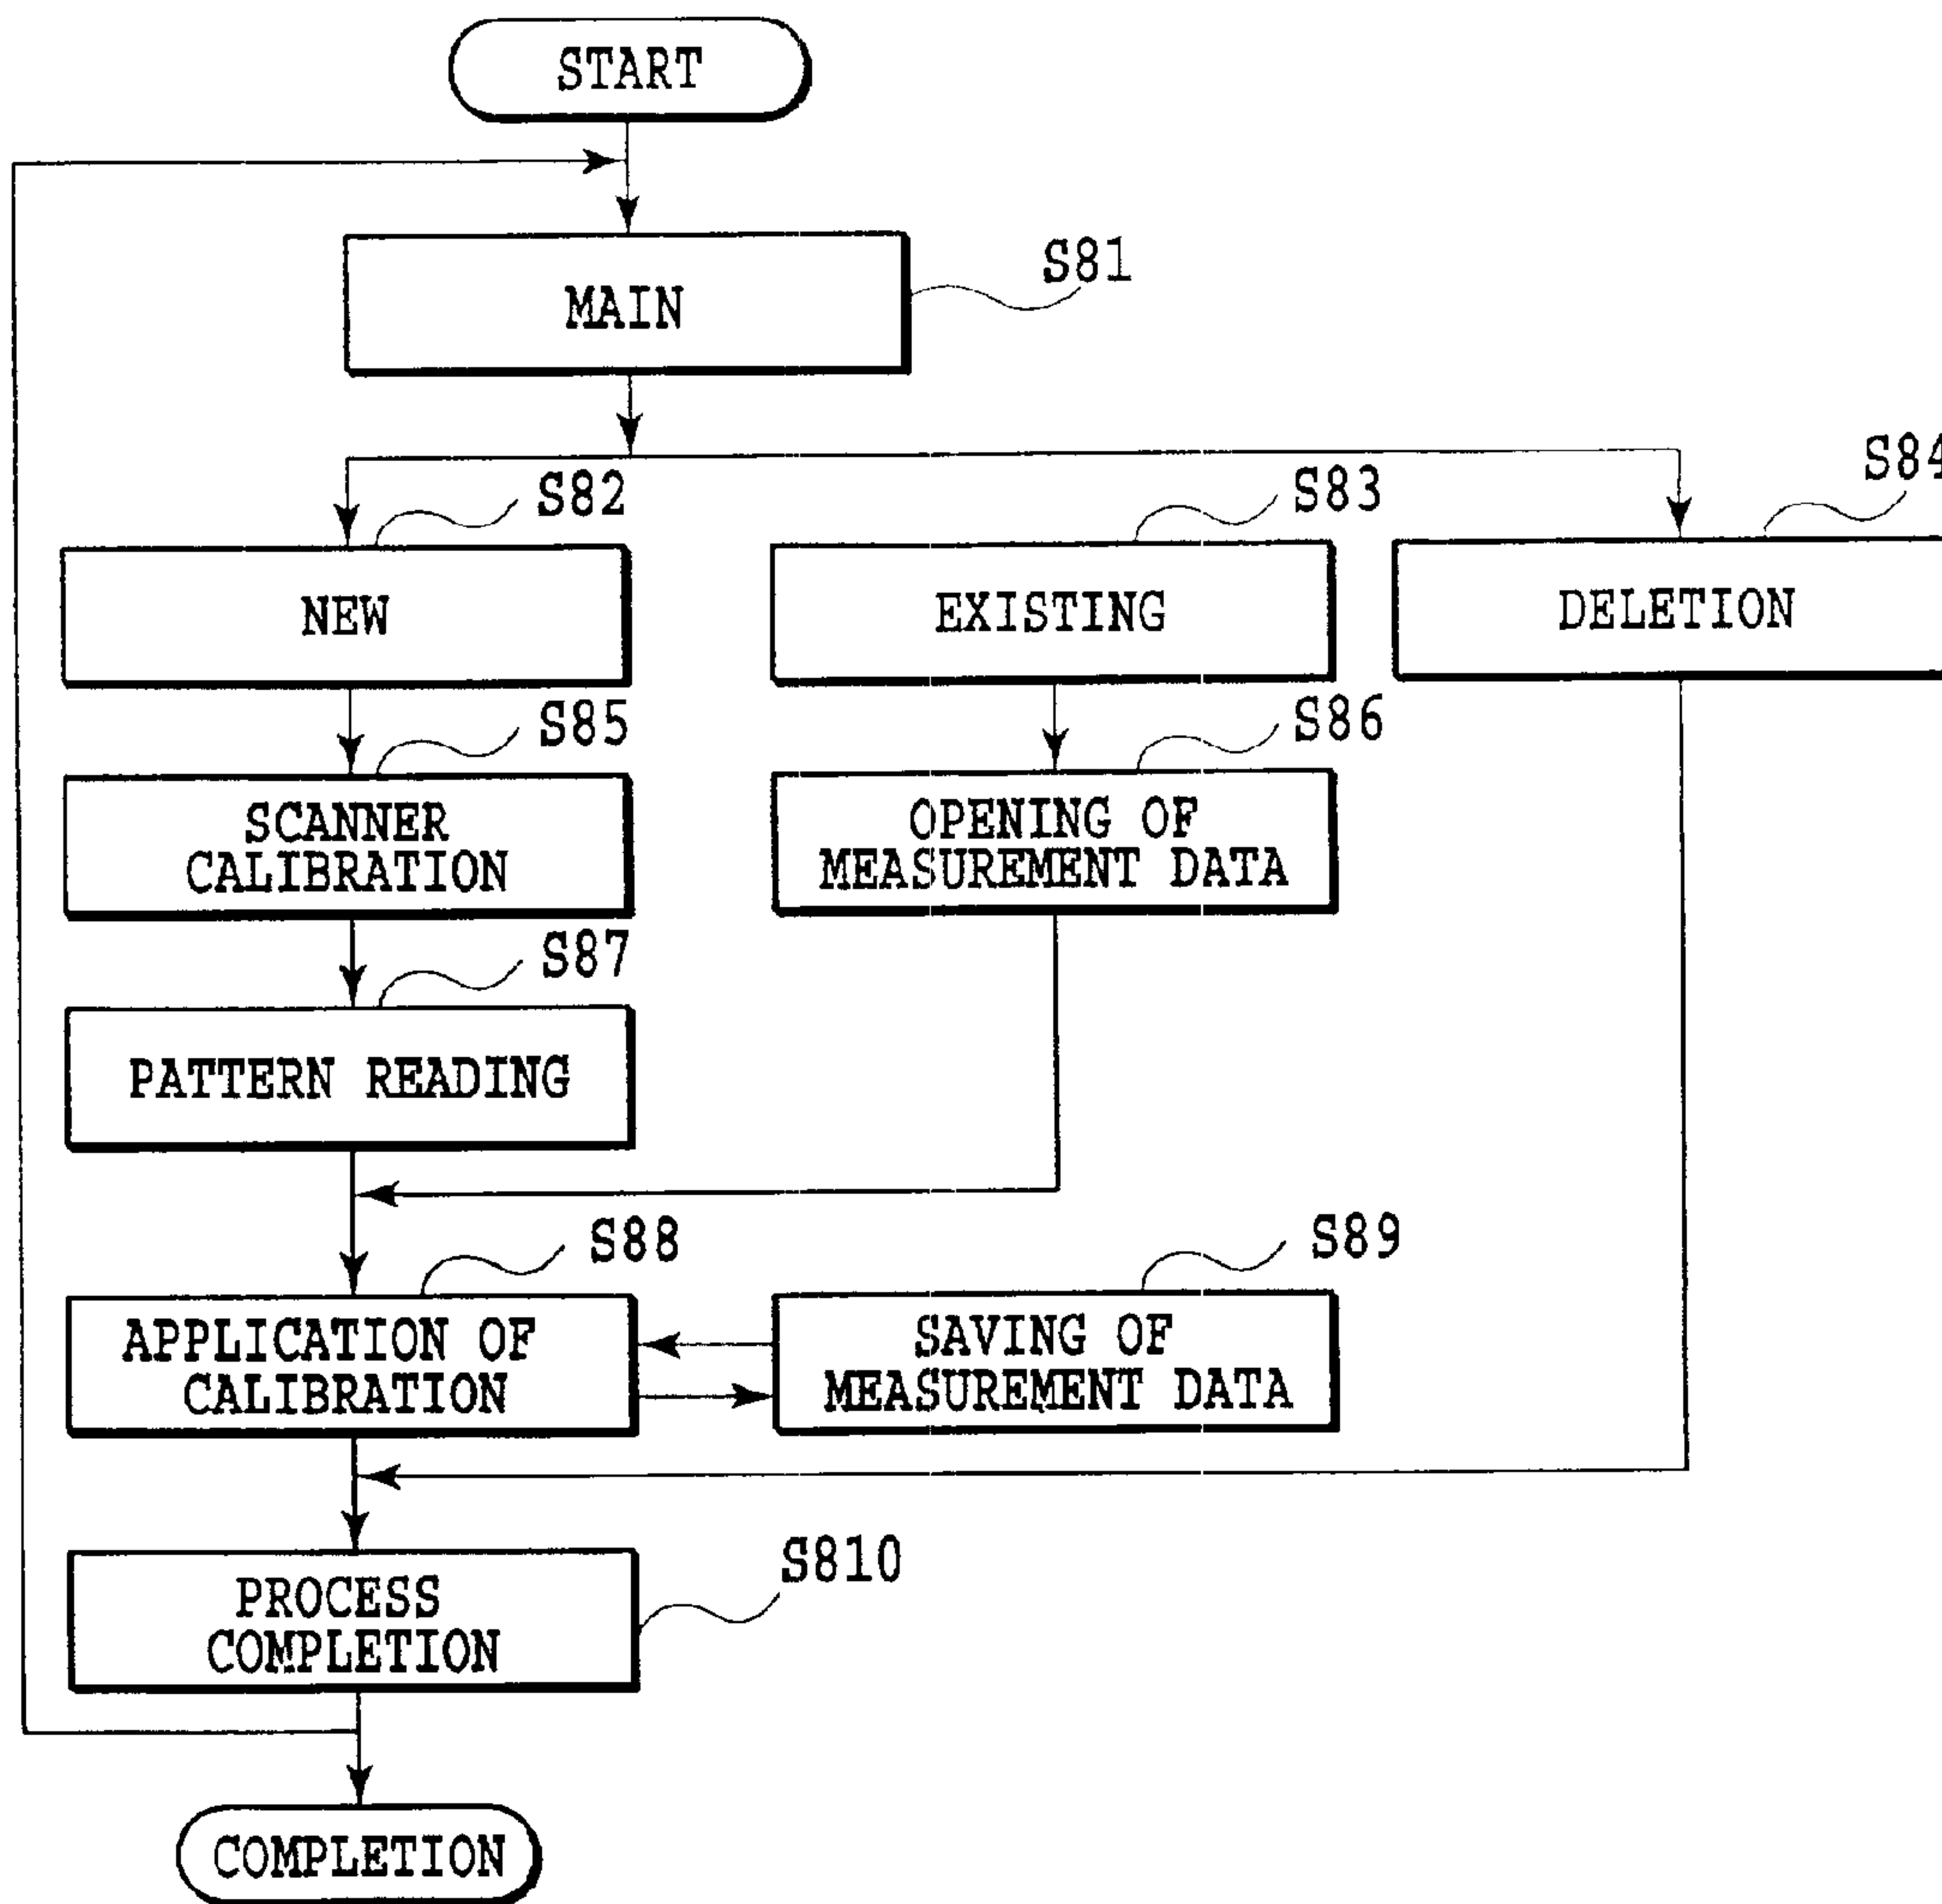 START
MAIN
S81
S82
S83
S84
NEW
EXISTING
DELETION
S85
S86
SCANNER
CALIBRATION
OPENING OF
MEASUREMENT DATA
S87
PATTERN READING
S88
S89
APPLICATION OF
CALIBRATION
SAVING OF
MEASUREMENT DATA
S810
PROCESS
COMPLETION
COMPLETION